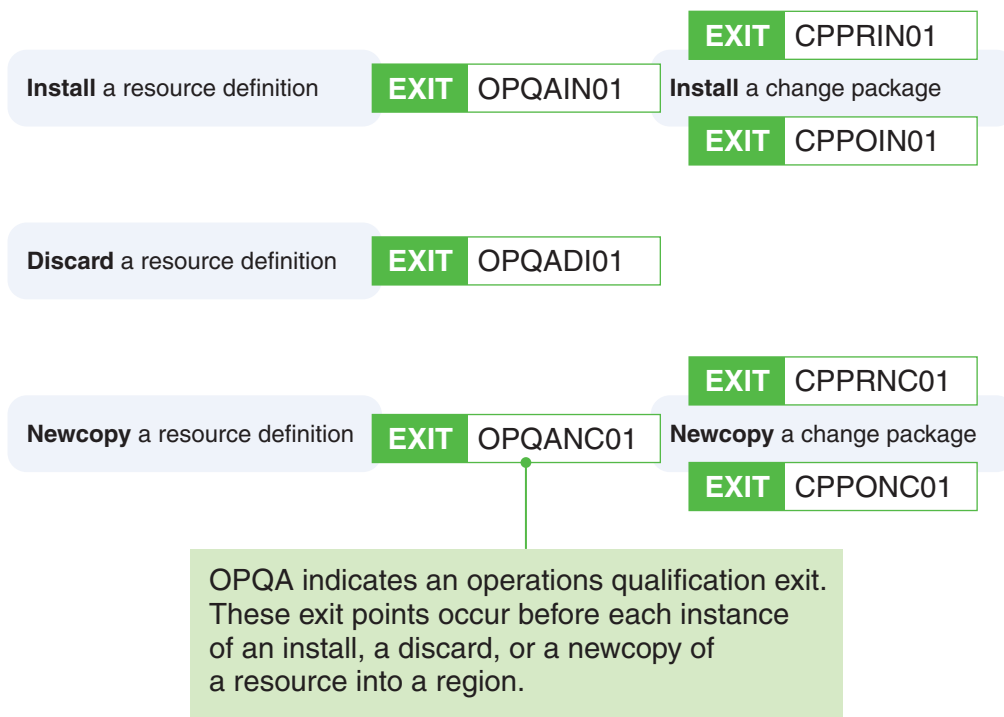 EXIT CPPRIN01
Install a resource definition EXIT OPQAIN01 Install a change package
EXIT CPPOIN01
Discard a resource definition EXIT OPQADI01
EXIT CPPRNC01
Newcopy a resource definition EXIT OPQANC01 Newcopy a change package
EXIT CPPONC01
OPQA indicates an operations qualification exit.
These exit points occur before each instance
of an install, a discard, or a newcopy of
a resource into a region.